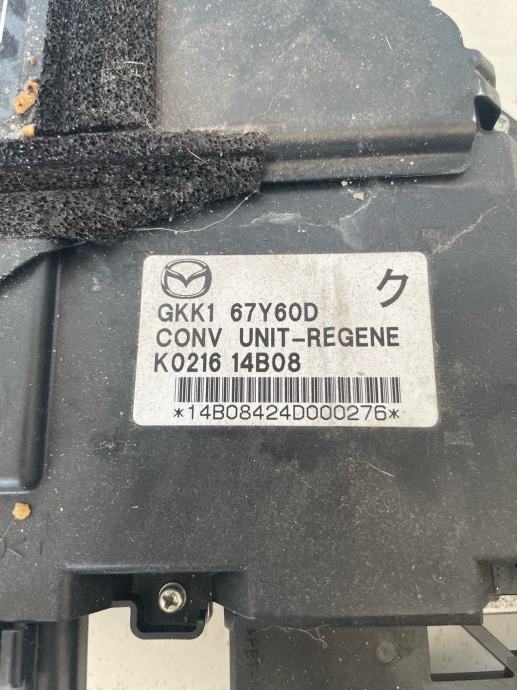 GKK1 67Y60D ク
CONV UNIT-REGENE
K0216 14B08
*14B08424D000276*